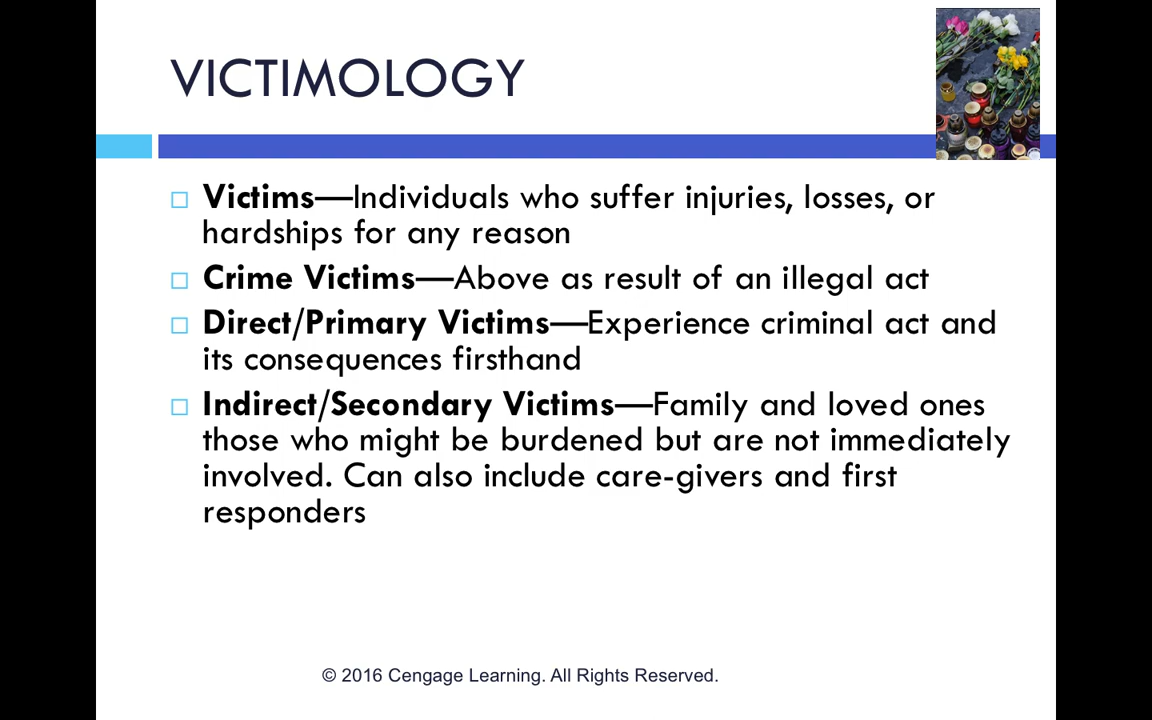 VICTIMOLOGY
Victims—Individuals who suffer injuries, losses, or
hardships for any reason
Crime Victims—Above as result of an illegal act
Direct/Primary Victims—Experience criminal act and
its consequences firsthand
Indirect/Secondary Victims—Family and loved ones
those who might be burdened but are not immediately
involved. Can also include care-givers and first
responders
© 2016 Cengage Learning. All Rights Reserved.